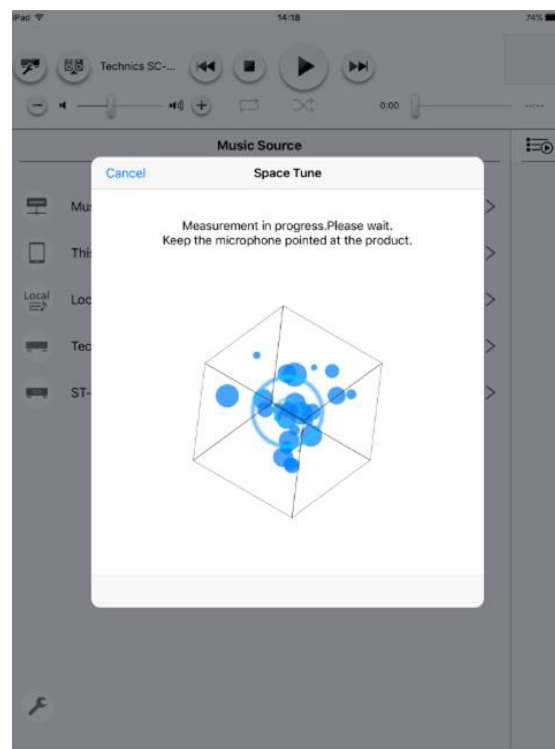 iPad 14:18 74%
Technics SC-...
0:00 --:--
Music Source
Cancel Space Tune
Measurement in progress.Please wait.
Keep the microphone pointed at the product.
Mu
Thi
Local Loc
Tec
ST-